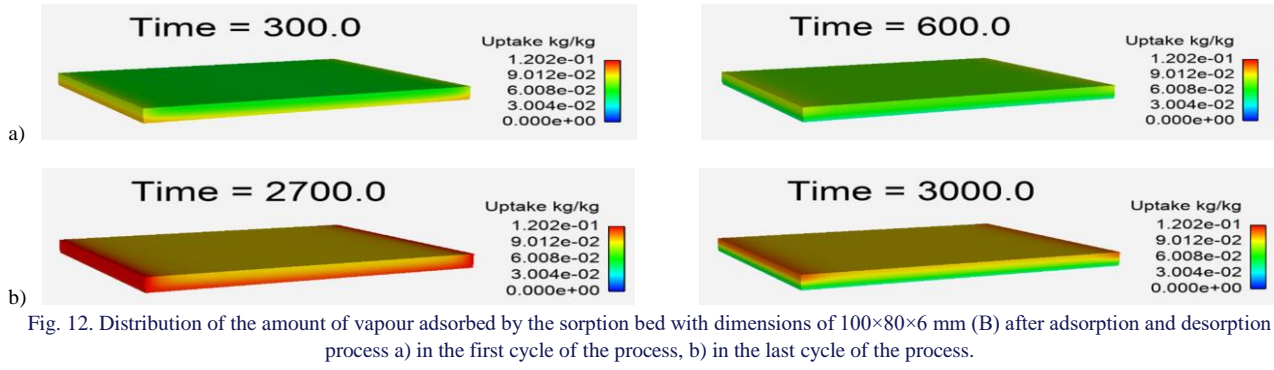 Time = 300.0
Uptake kg/kg
1.202e-01
9.012e-02
6.008e-02
3.004e-02
0.000e+00
Time = 600.0
Uptake kg/kg
1.202e-01
9.012e-02
6.008e-02
3.004e-02
0.000e+00
a)
Time = 2700.0
Uptake kg/kg
1.202e-01
9.012e-02
6.008e-02
3.004e-02
0.000e+00
Time = 3000.0
Uptake kg/kg
1.202e-01
9.012e-02
6.008e-02
3.004e-02
0.000e+00
b)
Fig. 12. Distribution of the amount of vapour adsorbed by the sorption bed with dimensions of 100×80×6 mm (B) after adsorption and desorption
process a) in the first cycle of the process, b) in the last cycle of the process.